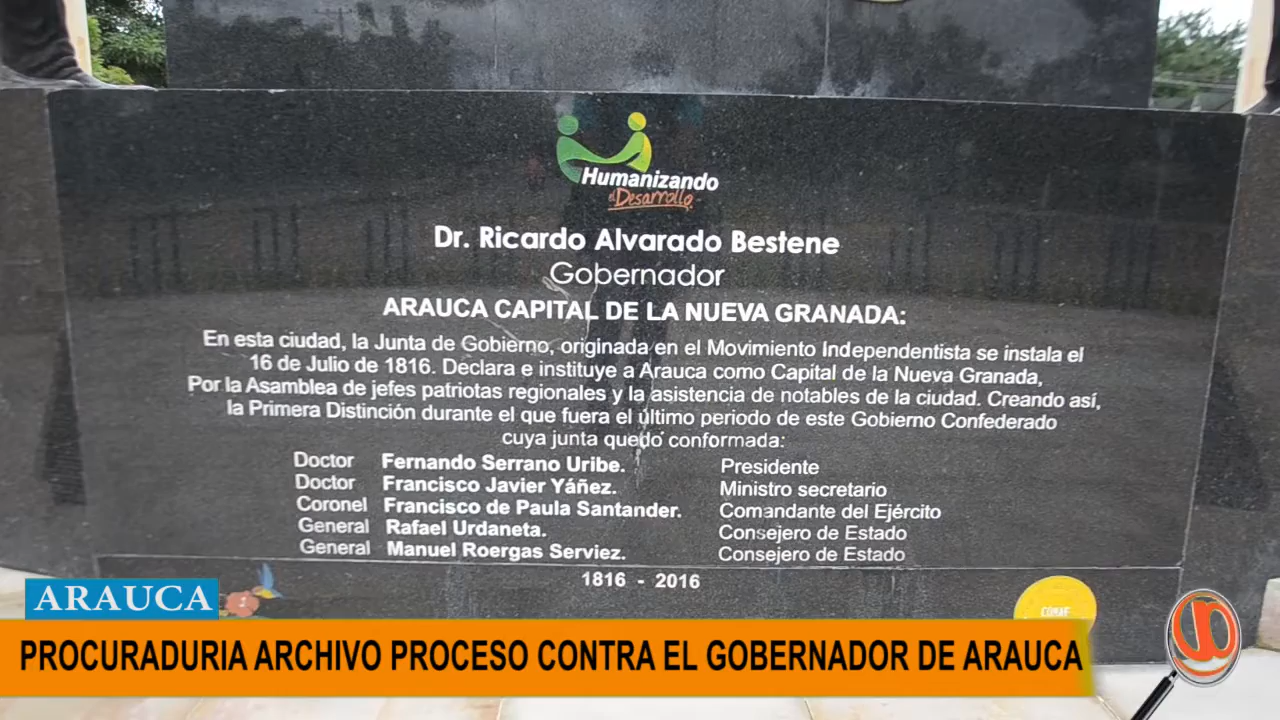 Humanizando
el Desarrollo
Dr. Ricardo Alvarado Bestene
Gobernador
ARAUCA CAPITAL DE LA NUEVA GRANADA:
En esta ciudad, la Junta de Gobierno, originada en el Movimiento Independentista se instala el
16 de Julio de 1816. Declara e instituye a Arauca como Capital de la Nueva Granada,
Por la Asamblea de jefes patriotas regionales y la asistencia de notables de la ciudad. Creando así,
la Primera Distinción durante el que fuera el último periodo de este Gobierno Confederado
cuya junta quedó conformada:
Doctor Fernando Serrano Uribe. Presidente
Doctor Francisco Javier Yáñez. Ministro secretario
Coronel Francisco de Paula Santander. Comandante del Ejército
General Rafael Urdaneta. Consejero de Estado
General Manuel Roergas Serviez. Consejero de Estado
1816 - 2016
ARAUCA
PROCURADURIA ARCHIVO PROCESO CONTRA EL GOBERNADOR DE ARAUCA